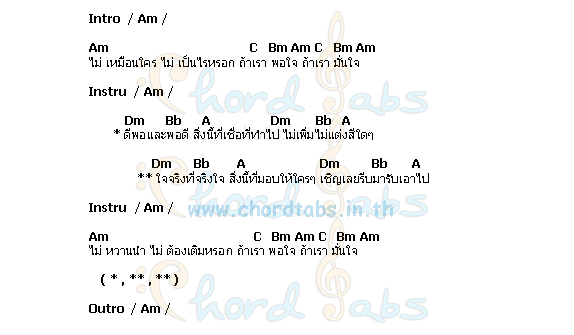 Intro / Am /
Am C Bm Am C Bm Am
ไม่ เหมือนใคร ไม่ เป็นไรหรอก ถ้าเรา พอใจ ถ้าเรา มั่นใจ
Instru / Am /
Dm Bb A Dm Bb A
* ดีพอและพอดี สิ่งนี้ที่เชื่อที่ทำไป ไม่เพิ่มไม่แต่งสีใดๆ
Dm Bb A Dm Bb A
** ใจจริงที่จริงใจ สิ่งนี้ที่มอบให้ใครๆ เชิญเลยรีบมารับเอาไป
Instru / Am /
www.chordtabs.in.th
Am C Bm Am C Bm Am
ไม่ หวานนำ ไม่ ต้องเติมหรอก ถ้าเรา พอใจ ถ้าเรา มั่นใจ
( * , ** , ** )
Outro / Am /